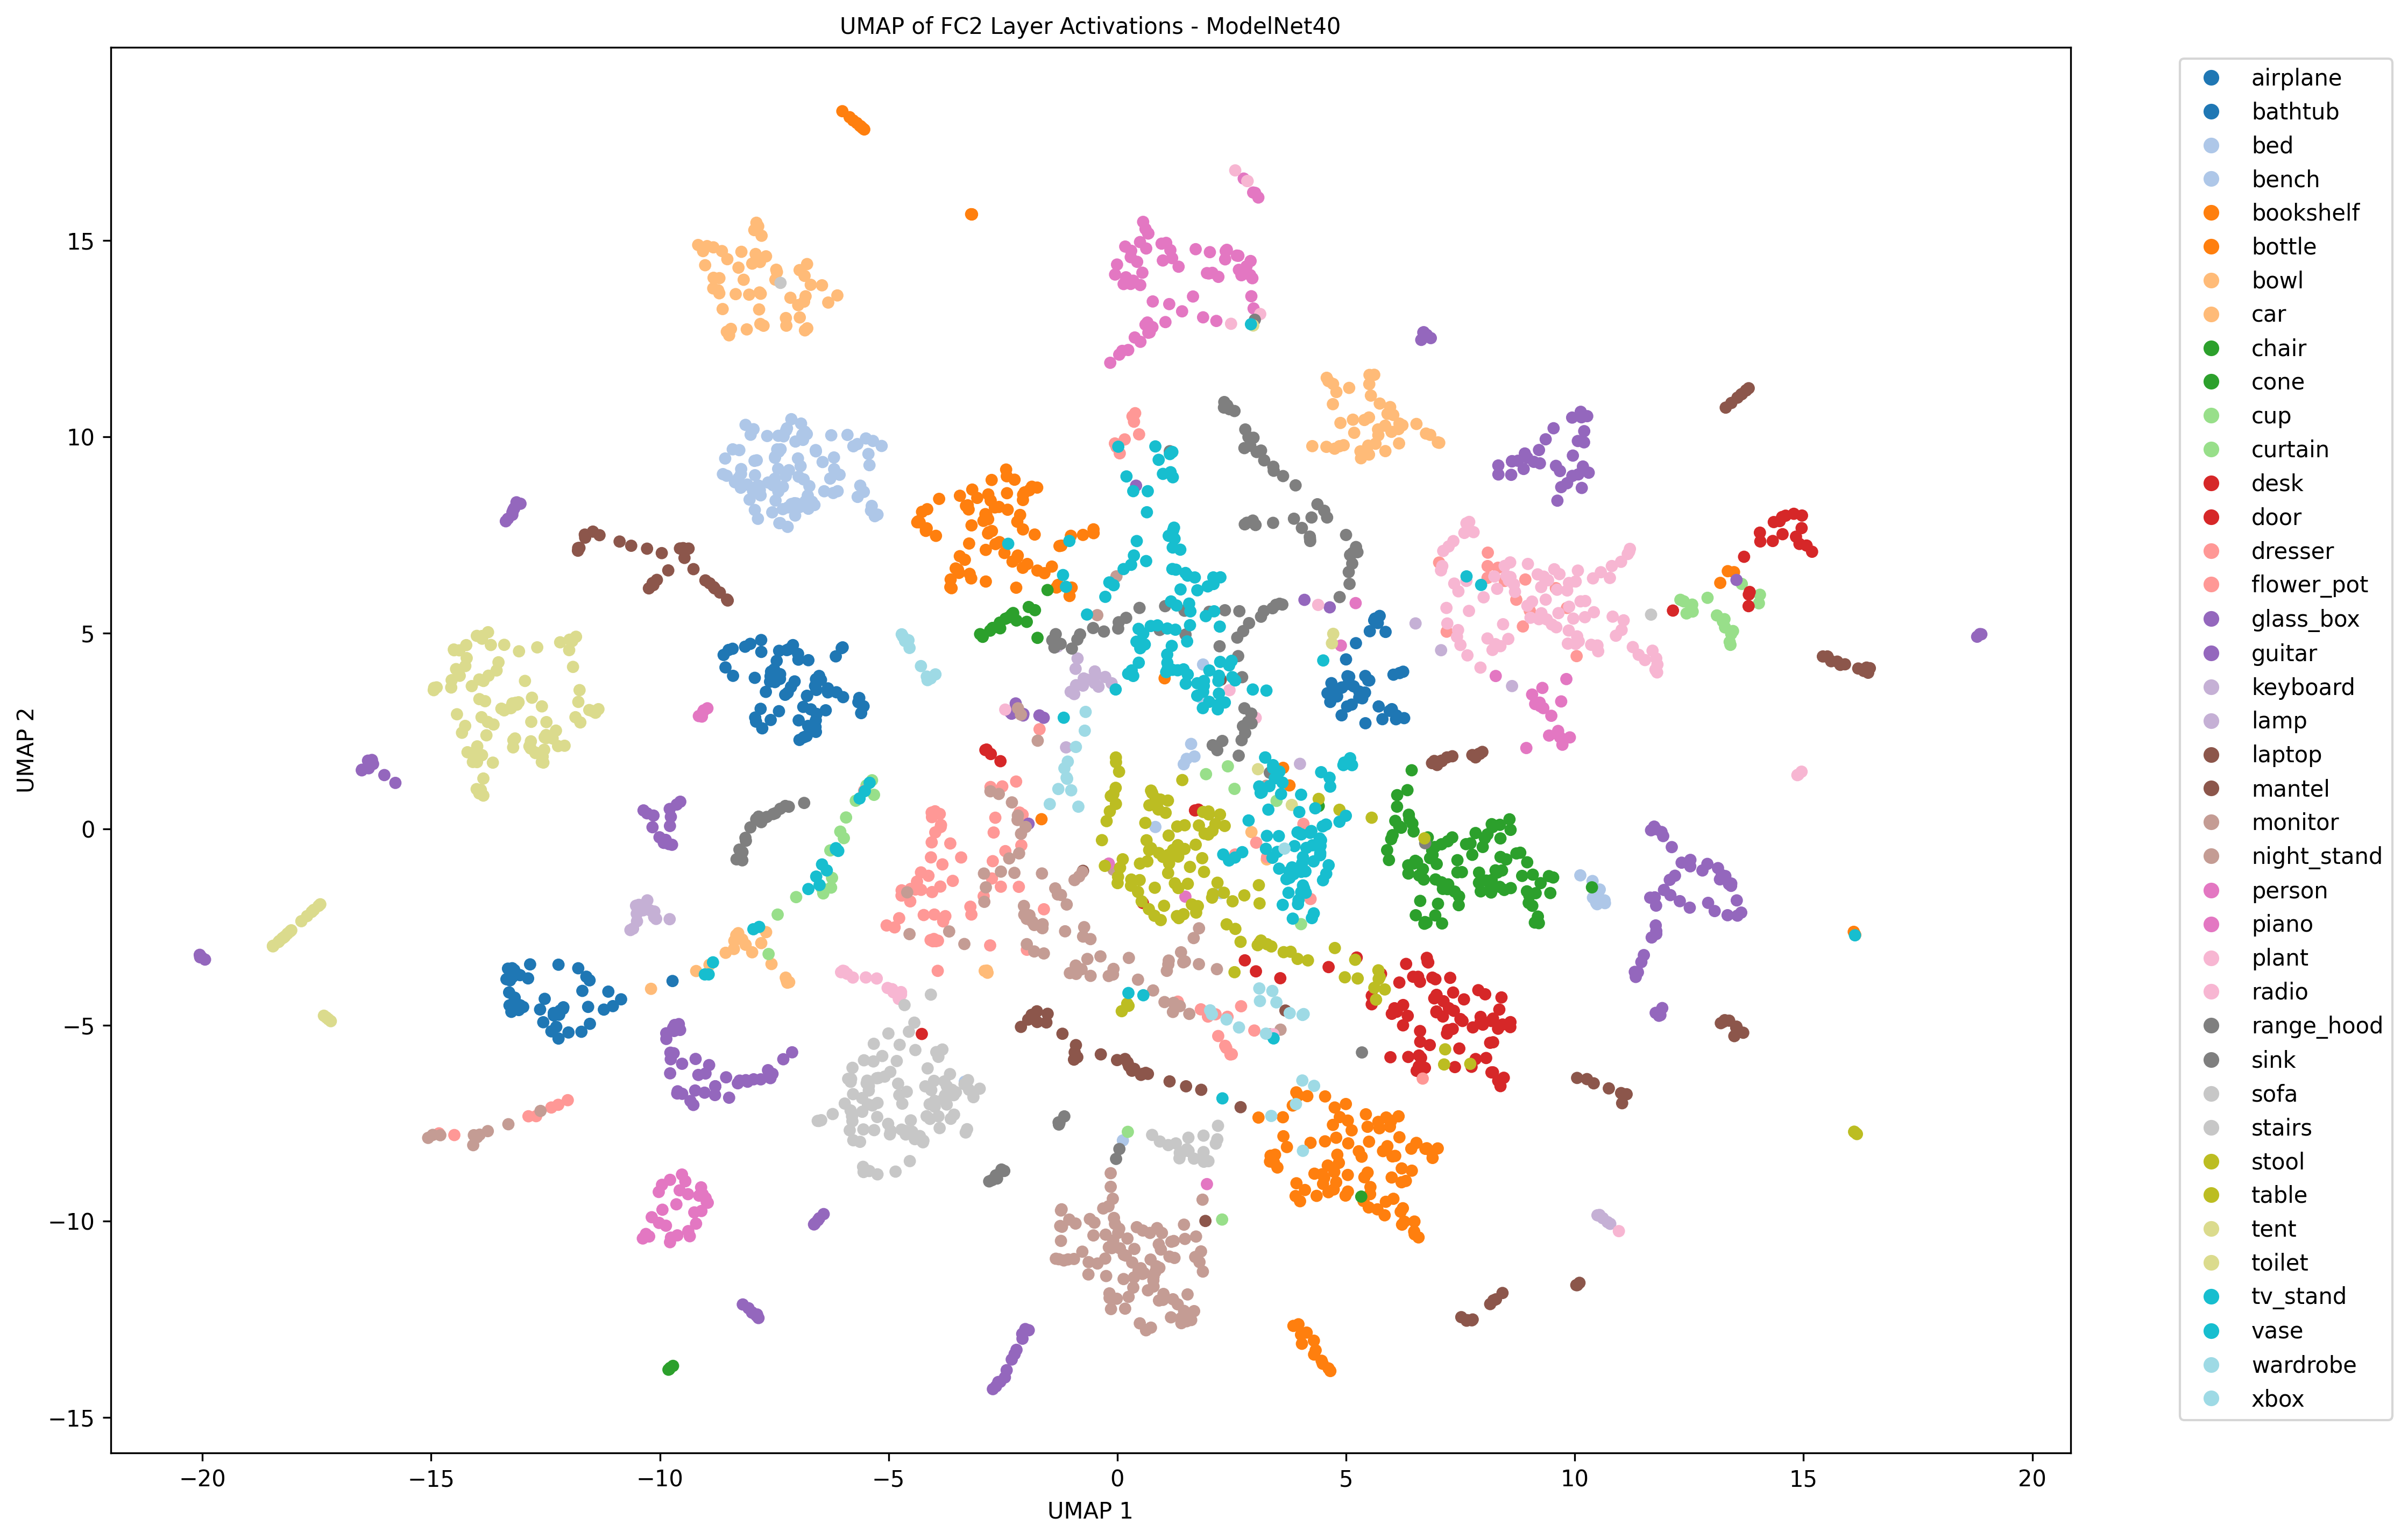 UMAP of FC2 Layer Activations - ModelNet40
15
10
5
0
−5
−10
−15
UMAP 2
−20
−15
−10
−5
0
5
10
15
20
UMAP 1
airplane
bathtub
bed
bench
bookshelf
bottle
bowl
car
chair
cone
cup
curtain
desk
door
dresser
flower_pot
glass_box
guitar
keyboard
lamp
laptop
mantel
monitor
night_stand
person
piano
plant
radio
range_hood
sink
sofa
stairs
stool
table
tent
toilet
tv_stand
vase
wardrobe
xbox